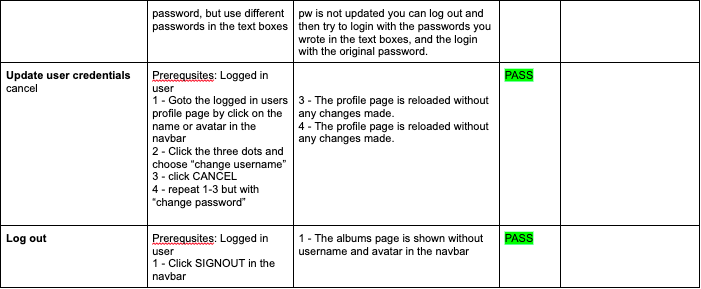 password, but use different
passwords in the text boxes
pw is not updated you can log out and
then try to login with the passwords you
wrote in the text boxes, and the login
with the original password.
Update user credentials
cancel
Prerequsites: Logged in
user
1 - Goto the logged in users
profile page by click on the
name or avatar in the
navbar
2 - Click the three dots and
choose “change username”
3 - click CANCEL
4 - repeat 1-3 but with
“change password”
3 - The profile page is reloaded without
any changes made.
4 - The profile page is reloaded without
any changes made.
PASS
Log out
Prerequsites: Logged in
user
1 - Click SIGNOUT in the
navbar
1 - The albums page is shown without
username and avatar in the navbar
PASS